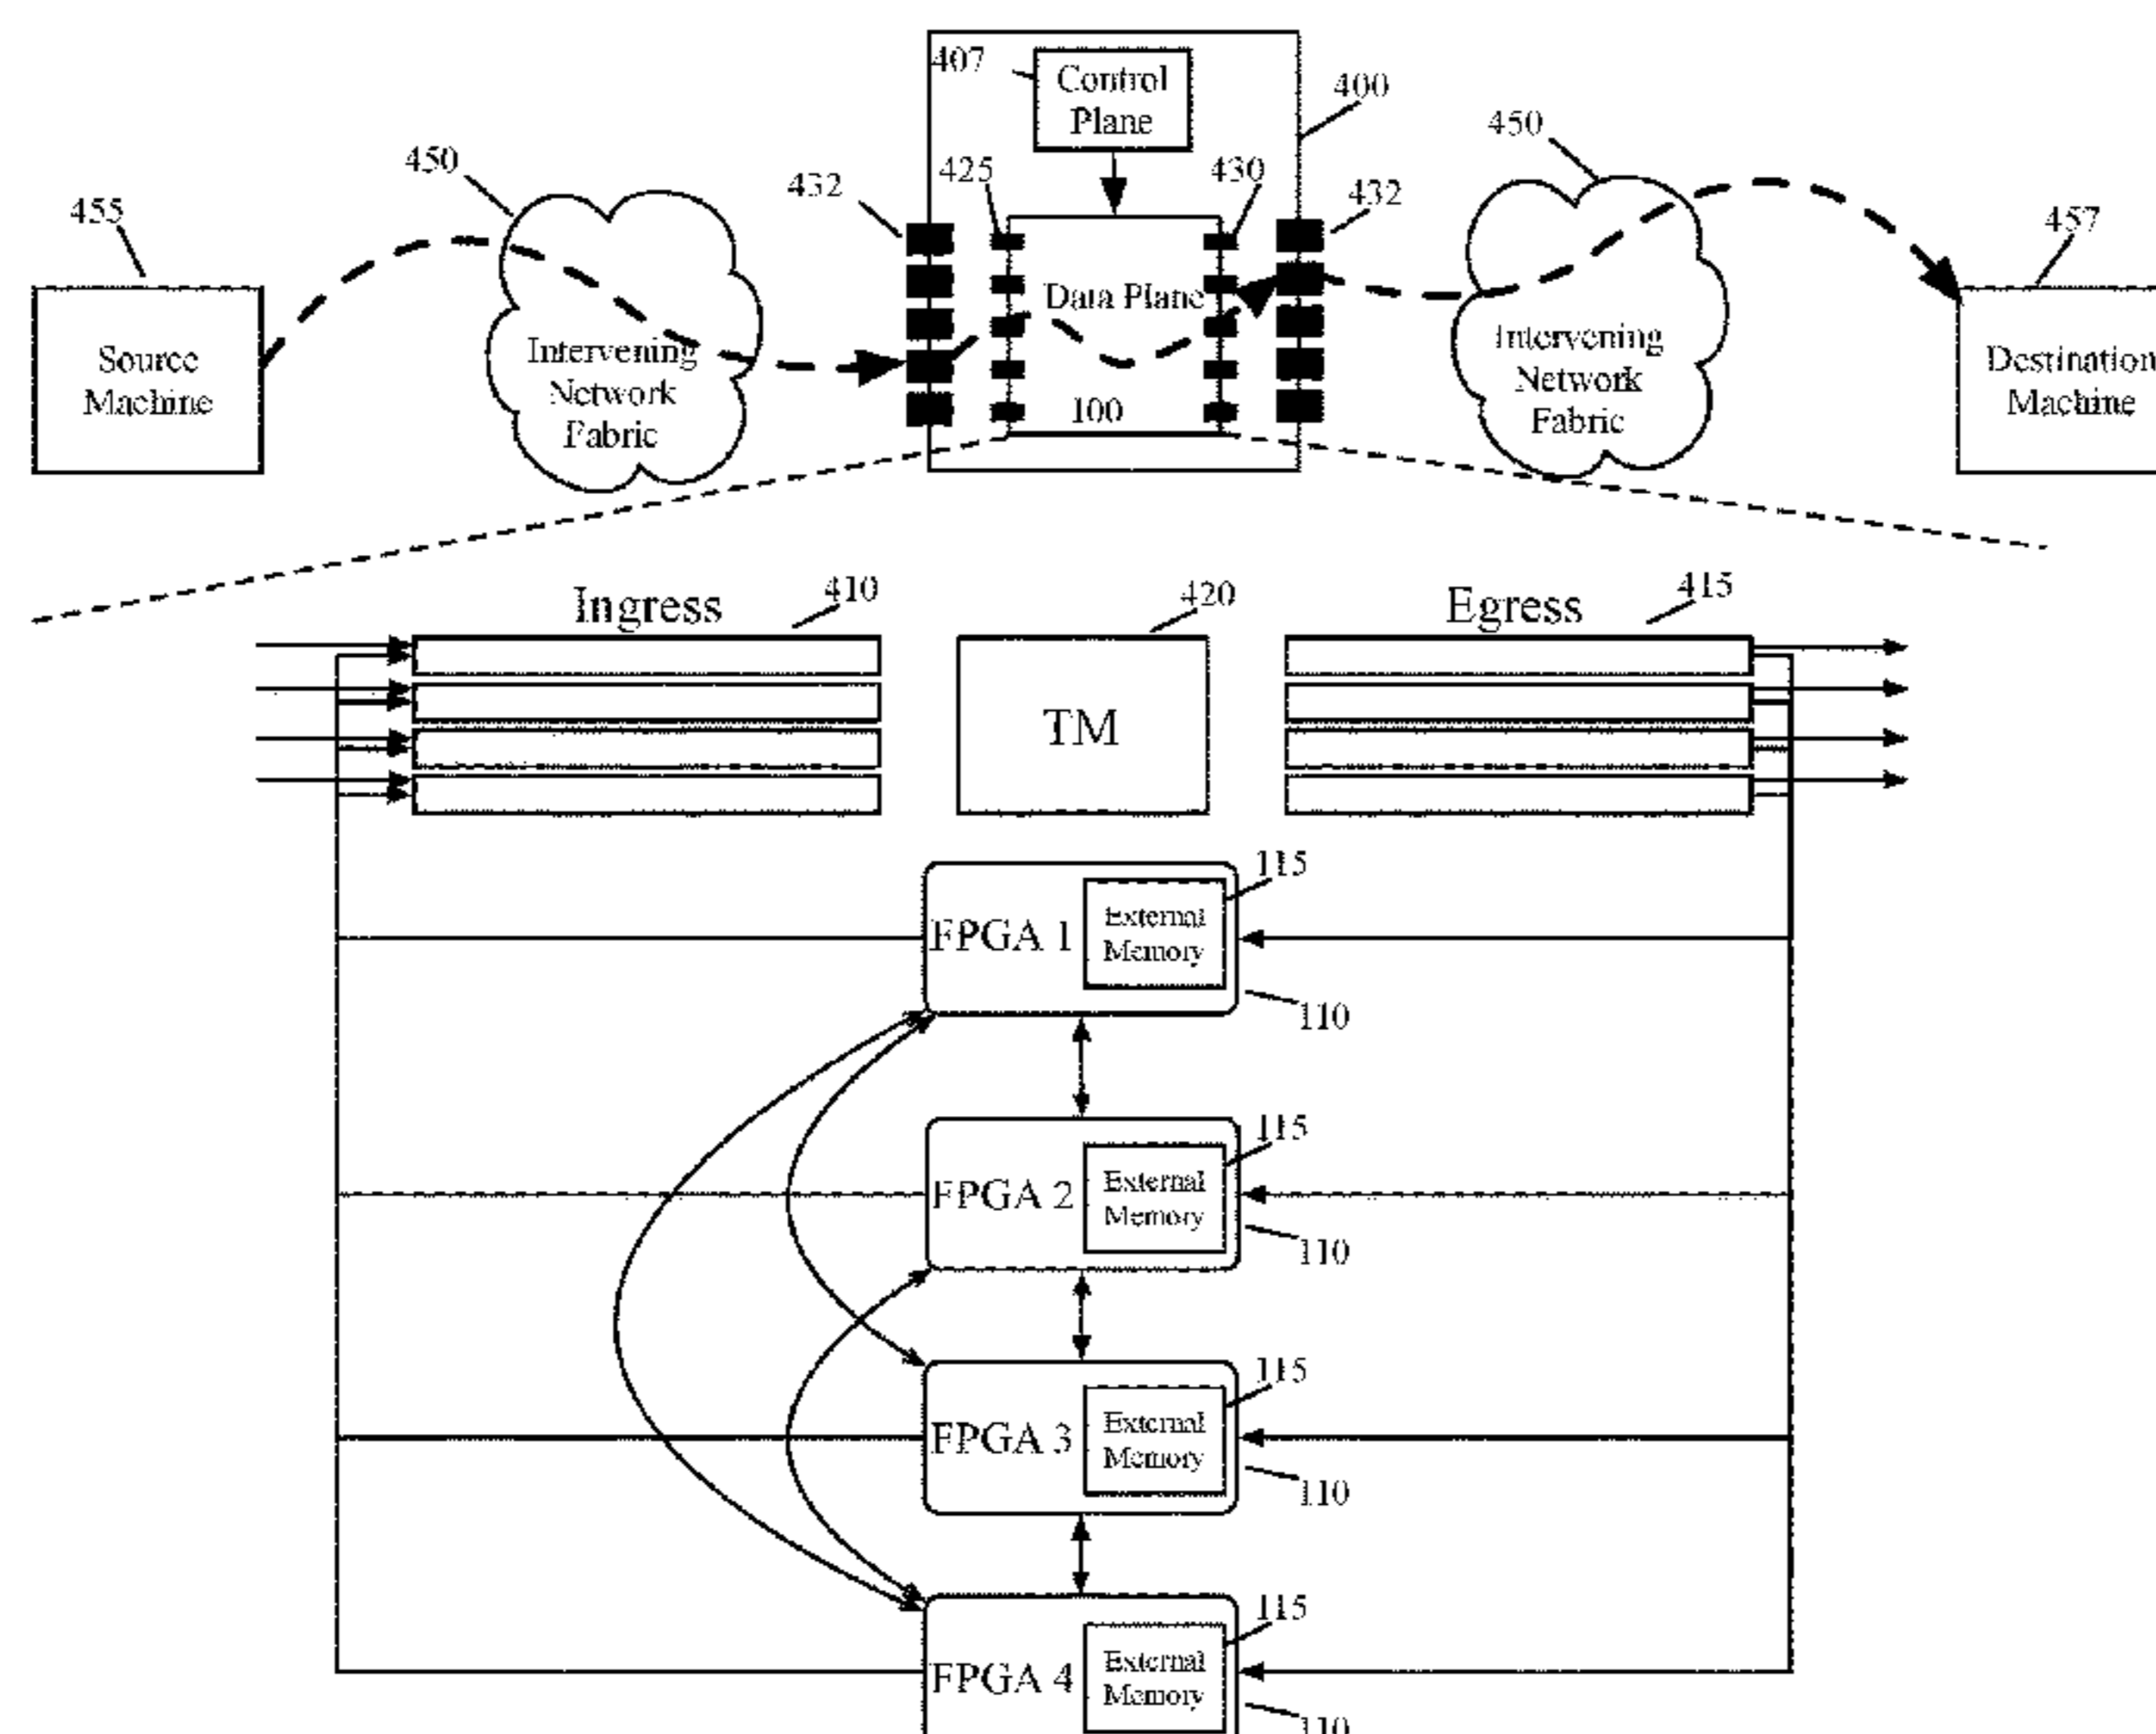 407
Control
Plane
400
450
450
425
430
432
432
455
457
Data Plane
Source
Machine
Intervening
Network
Fabric
Intervening
Network
Fabric
Destination
Machine
100
Ingress
410
420
Egress
415
TM
115
FPGA 1
External
Memory
110
115
FPGA 2
External
Memory
110
115
FPGA 3
External
Memory
110
115
FPGA 4
External
Memory
110